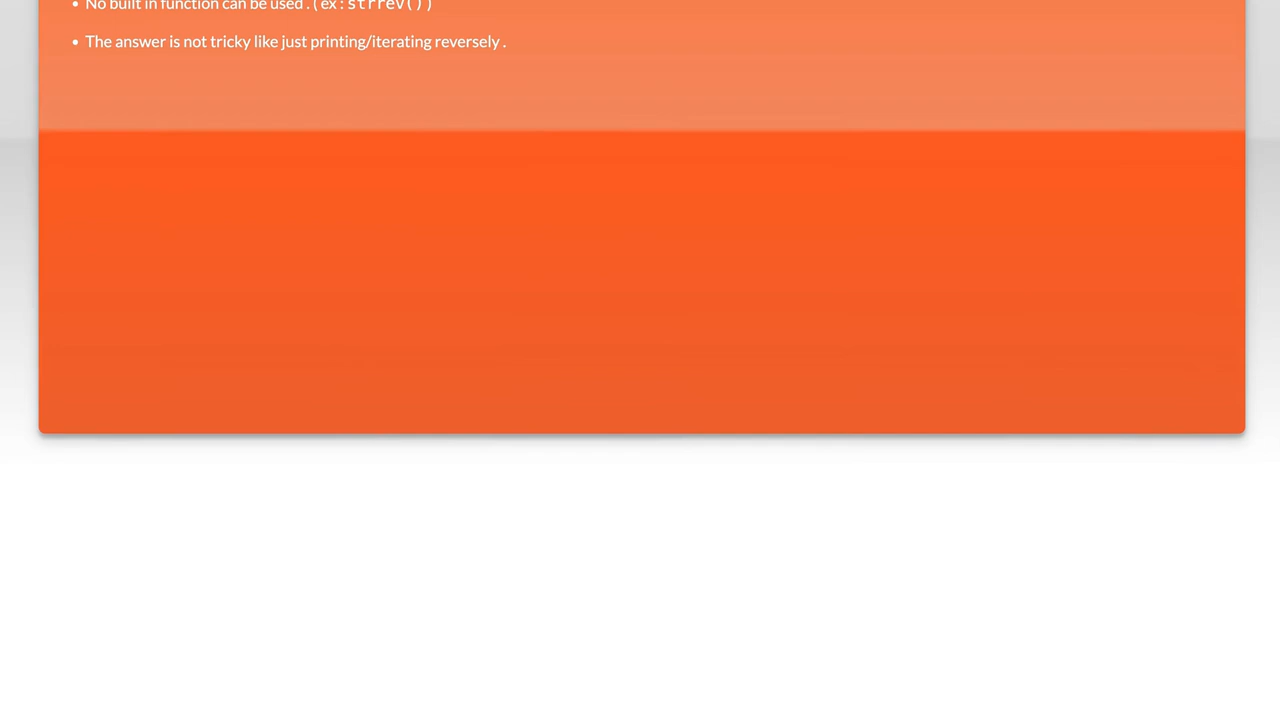 • No built in function can be used . ( ex : strrev( ) )
• The answer is not tricky like just printing/iterating reversely .